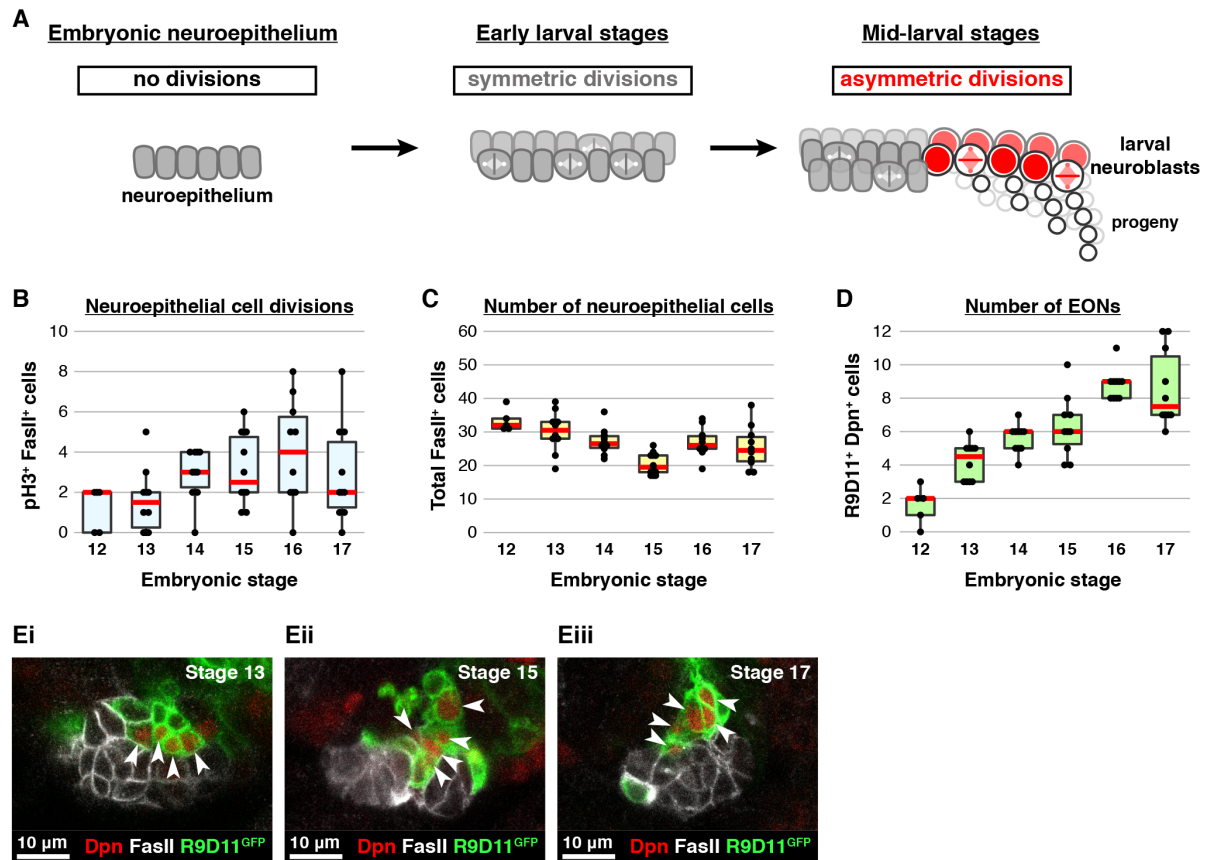 A
Embryonic neuroepithelium
Early larval stages
Mid-larval stages
no divisions
symmetric divisions
asymmetric divisions
neuroepithelium
larval
neuroblasts
progeny
B
Neuroepithelial cell divisions
pH3⁺ FasII⁺ cells
10
8
6
4
2
0
12 13 14 15 16 17
Embryonic stage
C
Number of neuroepithelial cells
Total FasII⁺ cells
60
50
40
30
20
10
0
12 13 14 15 16 17
Embryonic stage
D
Number of EONs
R9D11⁺ Dpn⁺ cells
12
10
8
6
4
2
0
12 13 14 15 16 17
Embryonic stage
Ei
Stage 13
10 µm
Dpn FasII R9D11ᴳᶠᴾ
Eii
Stage 15
10 µm
Dpn FasII R9D11ᴳᶠᴾ
Eiii
Stage 17
10 µm
Dpn FasII R9D11ᴳᶠᴾ